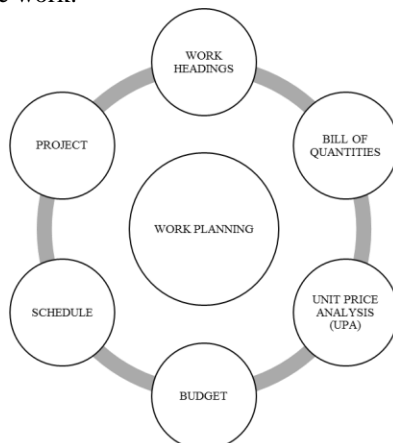 e work.
WORK
HEADINGS
PROJECT
BILL OF
QUANTITIES
WORK PLANNING
SCHEDULE
UNIT PRICE
ANALYSIS
(UPA)
BUDGET